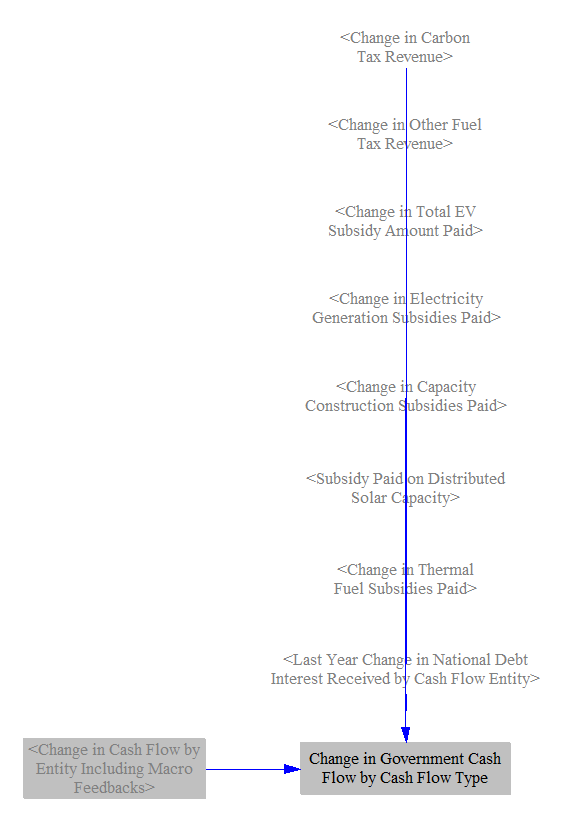 <Change in Carbon
Tax Revenue>
<Change in Other Fuel
Tax Revenue>
<Change in Total EV
Subsidy Amount Paid>
<Change in Electricity
Generation Subsidies Paid>
<Change in Capacity
Construction Subsidies Paid>
<Subsidy Paid on Distributed
Solar Capacity>
<Change in Thermal
Fuel Subsidies Paid>
<Last Year Change in National Debt
Interest Received by Cash Flow Entity>
<Change in Cash Flow by
Entity Including Macro
Feedbacks>
Change in Government Cash
Flow by Cash Flow Type